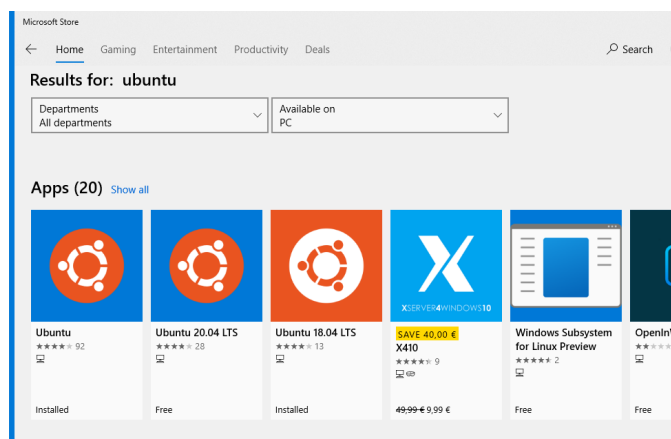 Microsoft Store
Home Gaming Entertainment Productivity Deals Search
Results for: ubuntu
Departments
All departments
Available on
PC
Apps (20) Show all
XSERVER4WINDOWS10
Ubuntu
92
Installed
Ubuntu 20.04 LTS
28
Free
Ubuntu 18.04 LTS
13
Installed
SAVE 40,00 €
X410
9
49,99 € 9,99 €
Windows Subsystem
for Linux Preview
2
Free
Free